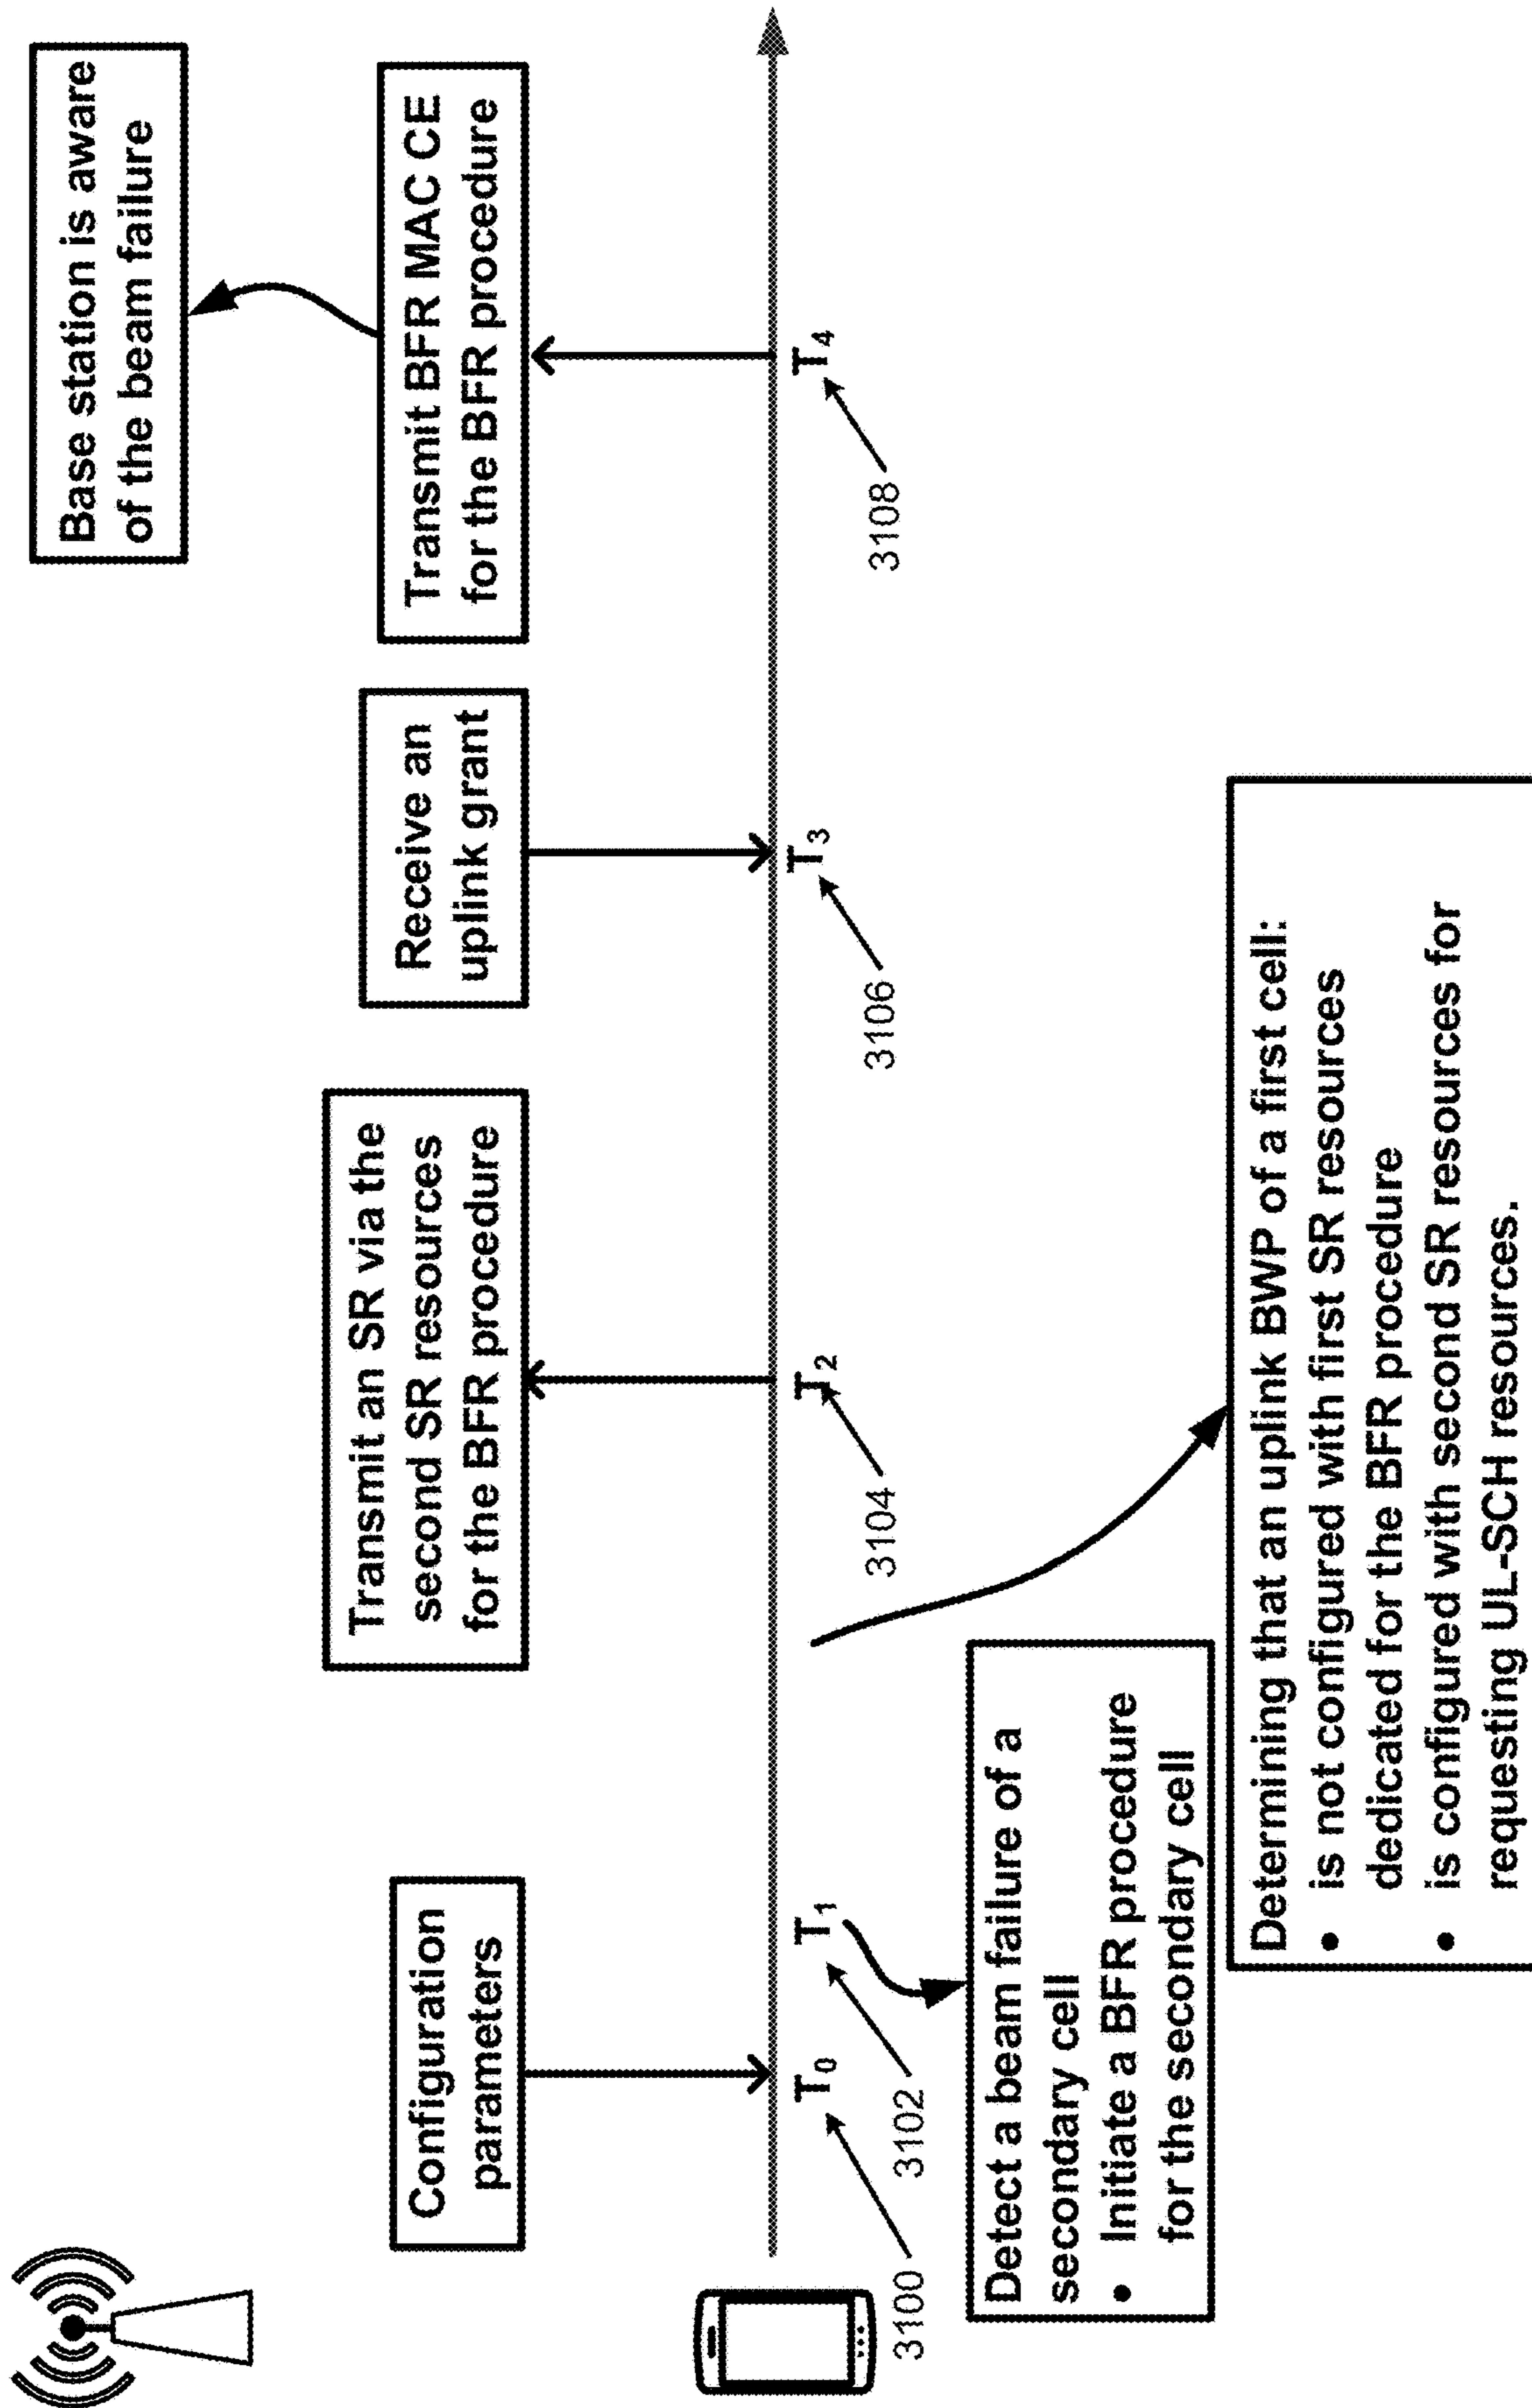 Base station is aware
of the beam failure
Configuration
parameters
Transmit an SR via the
second SR resources
for the BFR procedure
Receive an
uplink grant
Transmit BFR MAC CE
for the BFR procedure
T0
T1
T2
T3
T4
3100
3102
3104
3106
3108
Detect a beam failure of a
secondary cell
• Initiate a BFR procedure
for the secondary cell
Determining that an uplink BWP of a first cell:
• is not configured with first SR resources
dedicated for the BFR procedure
• is configured with second SR resources for
requesting UL-SCH resources.